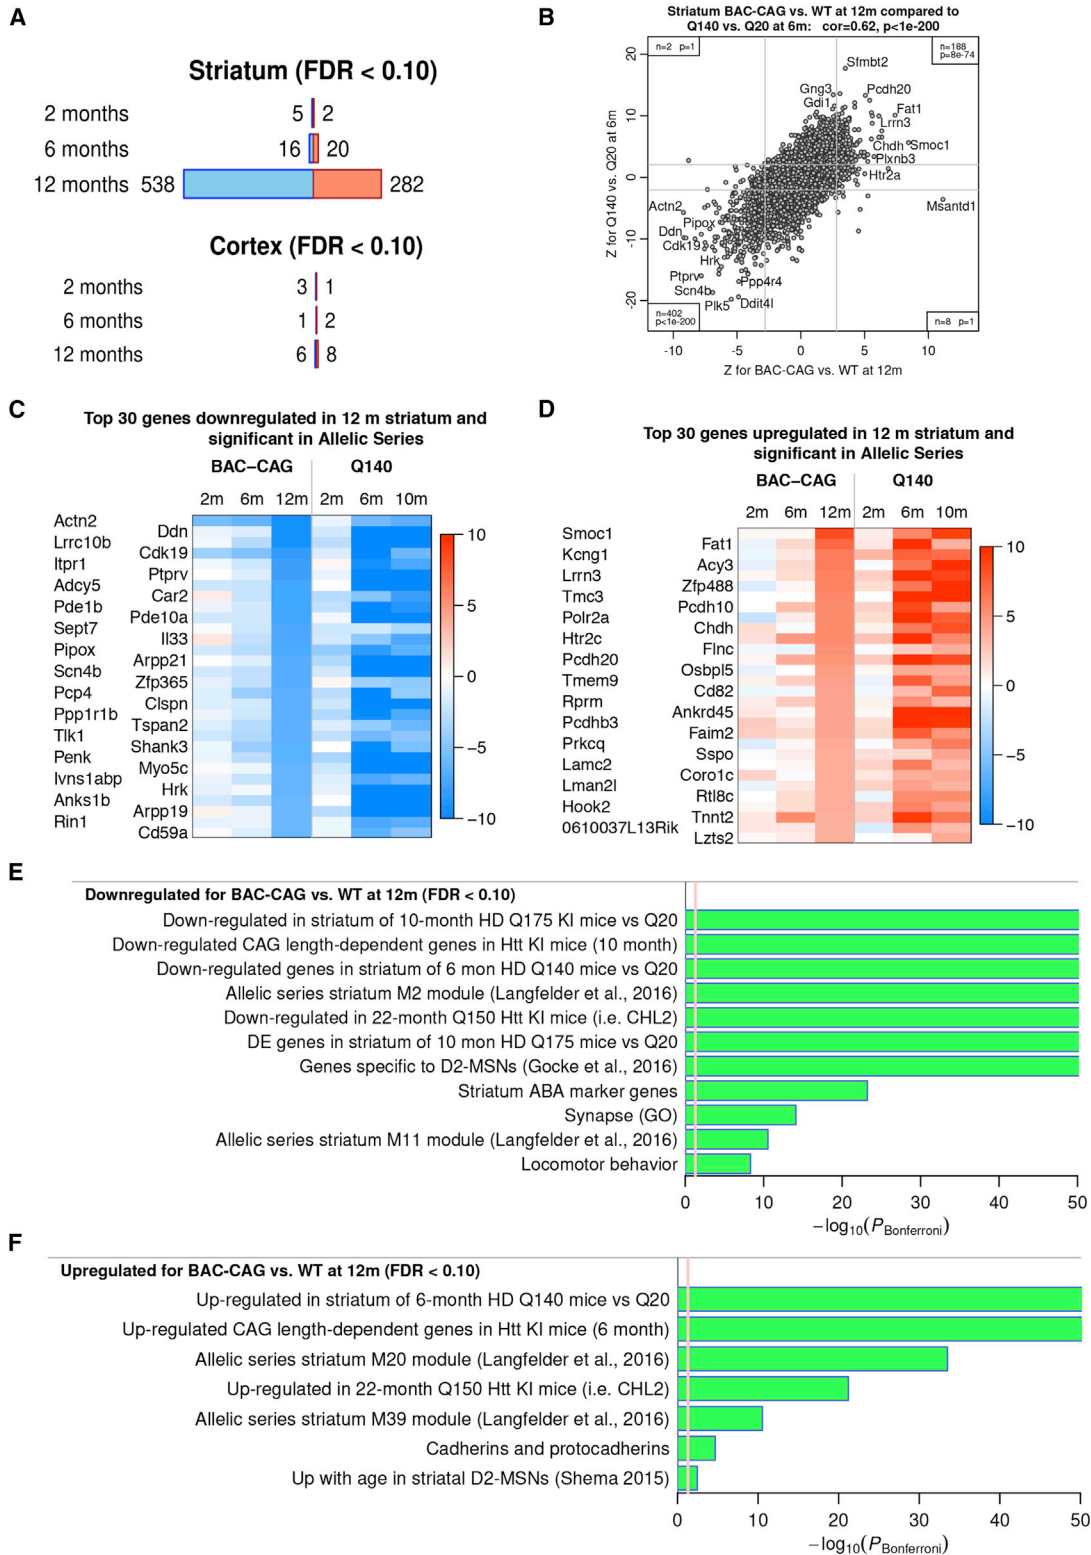 A
Striatum (FDR < 0.10)
2 months 5 2
6 months 16 20
12 months 538 282
Cortex (FDR < 0.10)
2 months 3 1
6 months 1 2
12 months 6 8
B
Striatum BAC-CAG vs. WT at 12m compared to
Q140 vs. Q20 at 6m: cor=0.62, p<1e-200
n=2 p=1
n=188
p=8e-74
Sfmbt2
Gng3
Pcdh20
Gdi1
Fat1
Lrrn3
Chdh
Smoc1
Plxnb3
Htr2a
Msantd1
Actn2
Pipox
Ddn
Cdk19
Hrk
Ptprv
Ppp4r4
Scn4b
Plk5
Ddit4l
n=402
p<1e-200
n=8 p=1
20
10
0
-10
-20
Z for Q140 vs. Q20 at 6m
-10 -5 0 5 10
Z for BAC-CAG vs. WT at 12m
C
Top 30 genes downregulated in 12 m striatum and
significant in Allelic Series
BAC−CAG Q140
2m 6m 12m 2m 6m 10m
Actn2
Ddn
Lrrc10b
Cdk19
Itpr1
Ptprv
Adcy5
Car2
Pde1b
Pde10a
Sept7
Il33
Pipox
Arpp21
Scn4b
Zfp365
Pcp4
Clspn
Ppp1r1b
Tspan2
Tlk1
Shank3
Penk
Myo5c
Ivns1abp
Hrk
Anks1b
Arpp19
Rin1
Cd59a
10
5
0
−5
−10
D
Top 30 genes upregulated in 12 m striatum and
significant in Allelic Series
BAC−CAG Q140
2m 6m 12m 2m 6m 10m
Smoc1
Fat1
Kcng1
Acy3
Lrrn3
Zfp488
Tmc3
Pcdh10
Polr2a
Chdh
Htr2c
Flnc
Pcdh20
Osbpl5
Tmem9
Cd82
Rprm
Ankrd45
Pcdhb3
Faim2
Prkcq
Sspo
Lamc2
Coro1c
Lman2l
Rtl8c
Hook2
Tnnt2
0610037L13Rik
Lzts2
10
5
0
−5
−10
E
Downregulated for BAC-CAG vs. WT at 12m (FDR < 0.10)
Down-regulated in striatum of 10-month HD Q175 KI mice vs Q20
Down-regulated CAG length-dependent genes in Htt KI mice (10 month)
Down-regulated genes in striatum of 6 mon HD Q140 mice vs Q20
Allelic series striatum M2 module (Langfelder et al., 2016)
Down-regulated in 22-month Q150 Htt KI mice (i.e. CHL2)
DE genes in striatum of 10 mon HD Q175 mice vs Q20
Genes specific to D2-MSNs (Gocke et al., 2016)
Striatum ABA marker genes
Synapse (GO)
Allelic series striatum M11 module (Langfelder et al., 2016)
Locomotor behavior
0 10 20 30 40 50
−log10(PBonferroni)
F
Upregulated for BAC-CAG vs. WT at 12m (FDR < 0.10)
Up-regulated in striatum of 6-month HD Q140 mice vs Q20
Up-regulated CAG length-dependent genes in Htt KI mice (6 month)
Allelic series striatum M20 module (Langfelder et al., 2016)
Up-regulated in 22-month Q150 Htt KI mice (i.e. CHL2)
Allelic series striatum M39 module (Langfelder et al., 2016)
Cadherins and protocadherins
Up with age in striatal D2-MSNs (Shema 2015)
0 10 20 30 40 50
−log10(PBonferroni)